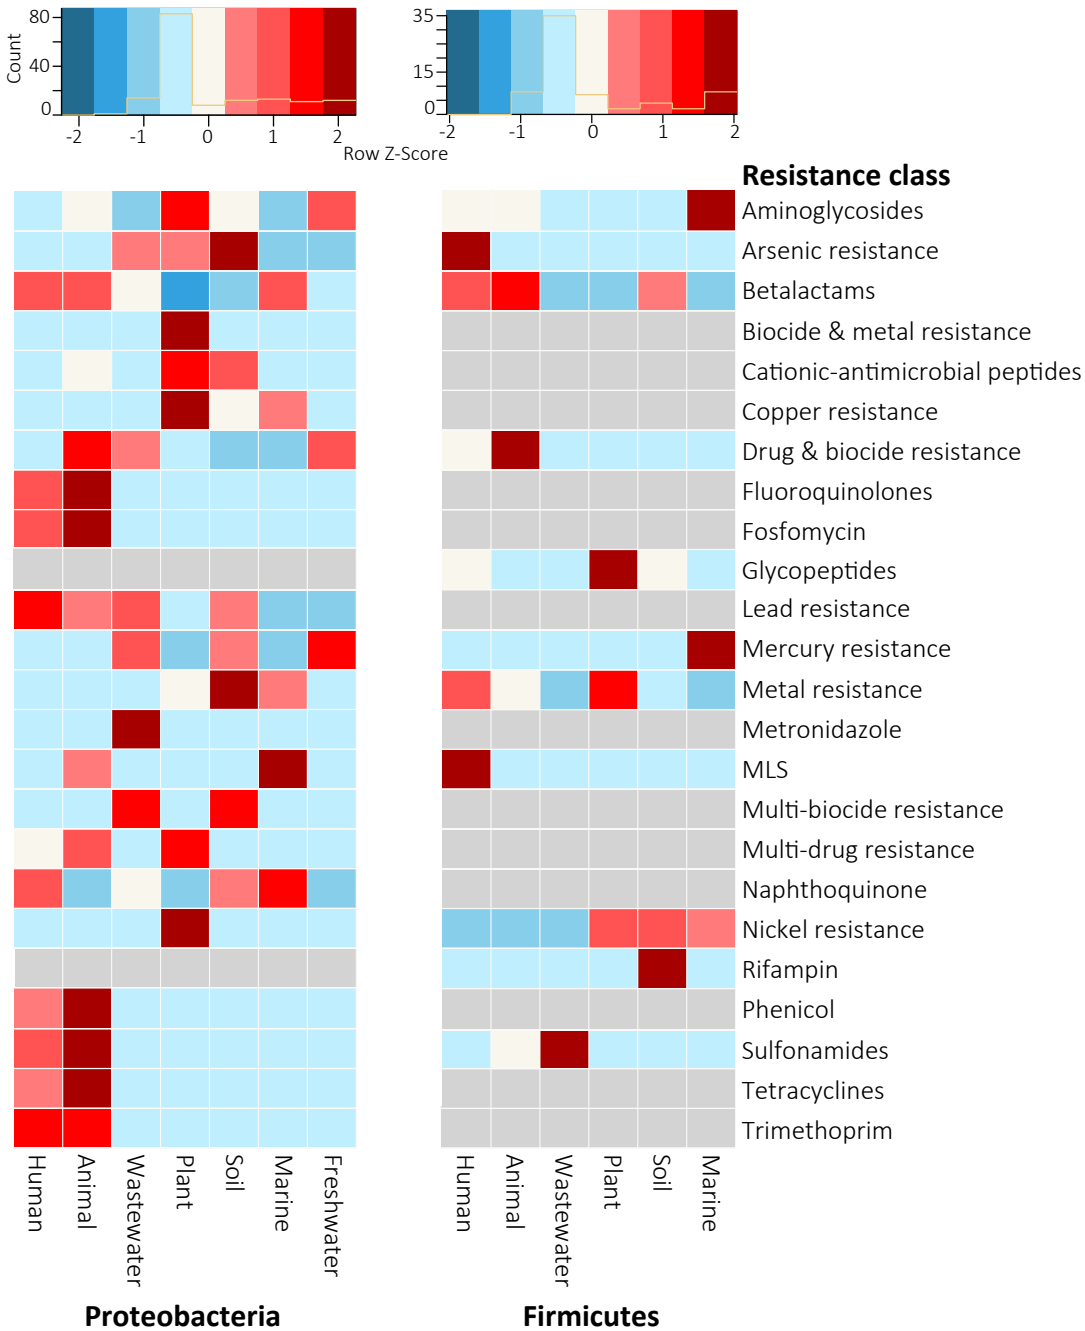 80
40
0
Count
-2
-1
0
1
2
35
15
0
-2
-1
0
1
2
Row Z-Score
Resistance class
Aminoglycosides
Arsenic resistance
Betalactams
Biocide & metal resistance
Cationic-antimicrobial peptides
Copper resistance
Drug & biocide resistance
Fluoroquinolones
Fosfomycin
Glycopeptides
Lead resistance
Mercury resistance
Metal resistance
Metronidazole
MLS
Multi-biocide resistance
Multi-drug resistance
Naphthoquinone
Nickel resistance
Rifampin
Phenicol
Sulfonamides
Tetracyclines
Trimethoprim
Human
Animal
Wastewater
Plant
Soil
Marine
Freshwater
Human
Animal
Wastewater
Plant
Soil
Marine
Proteobacteria
Firmicutes